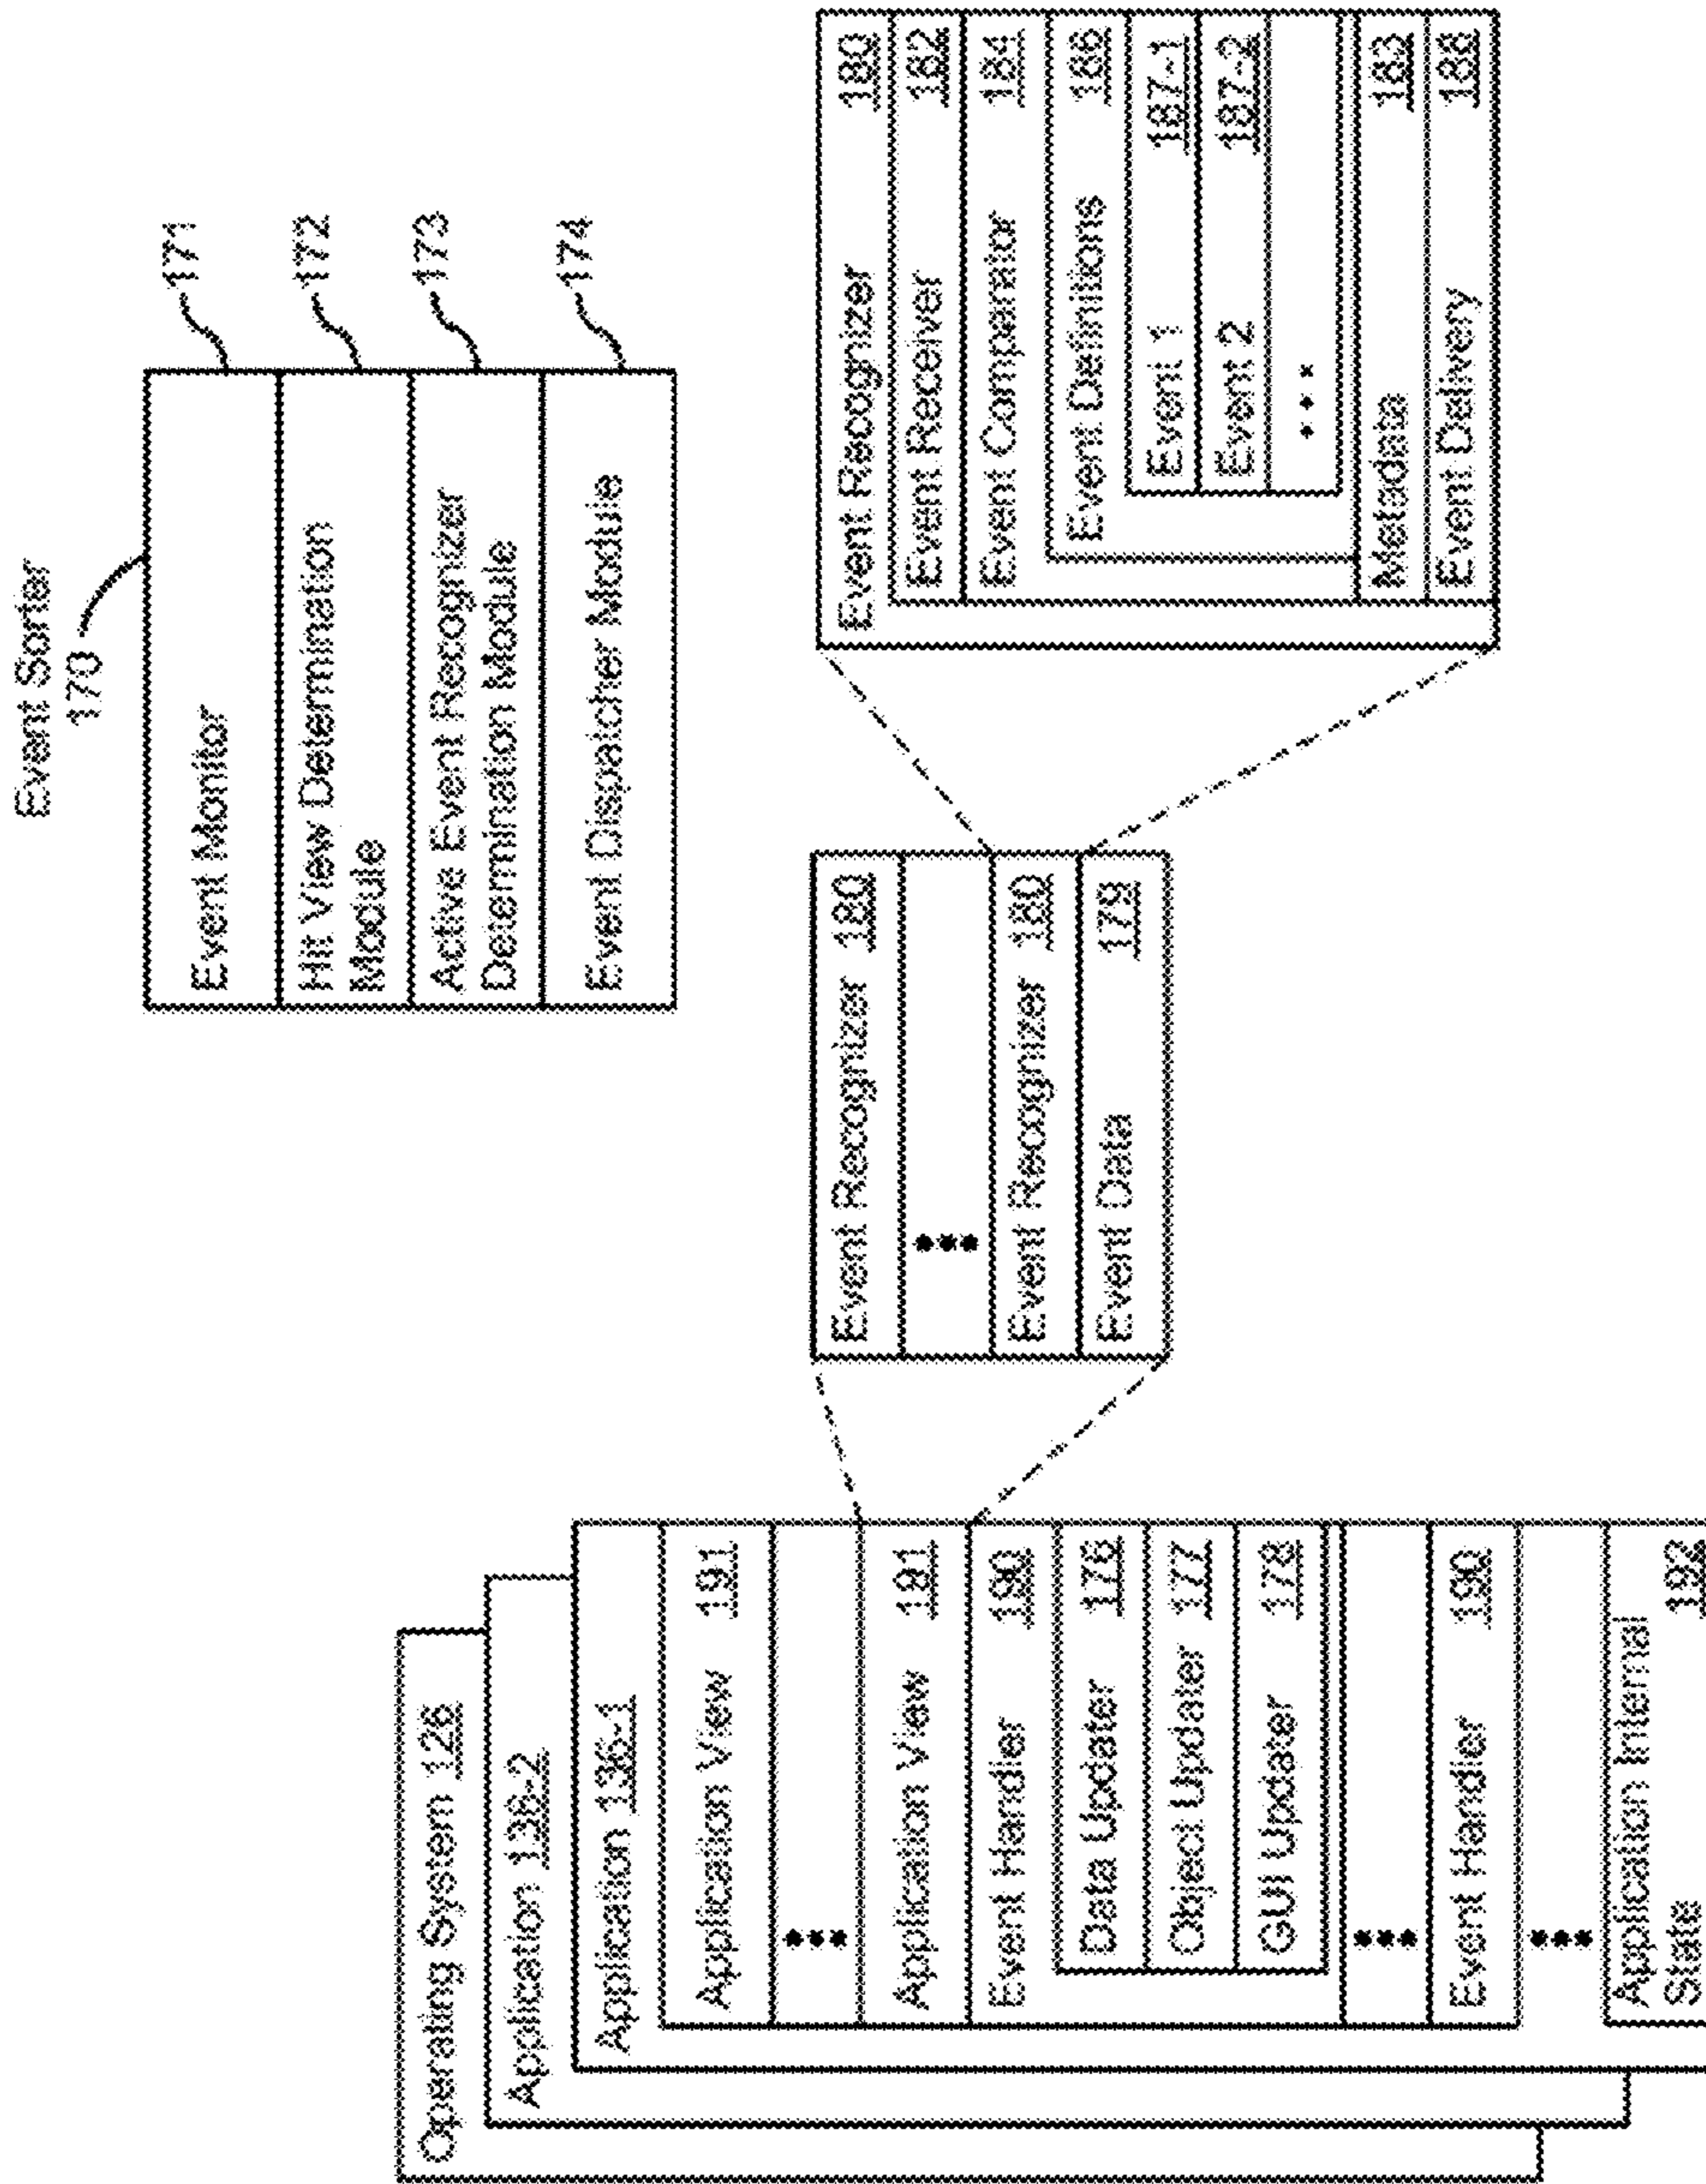 Event Sorter
170
Event Monitor 171
Hit View Determination 172
Module
Active Event Recognizer 173
Determination Module
Event Dispatcher Module 174
Operating System 126
Application 136-2
Application 136-1
Application View 191
•••
Application View 191
Event Handler 190
Data Updater 176
Object Updater 177
GUI Updater 178
•••
Event Handler 190
•••
Application Internal
State 192
Event Recognizer 180
•••
Event Recognizer 180
Event Data 179
Event Recognizer 180
Event Receiver 182
Event Comparator 184
Event Definitions 186
Event 1 187-1
Event 2 187-2
• • •
Metadata 183
Event Delivery 188